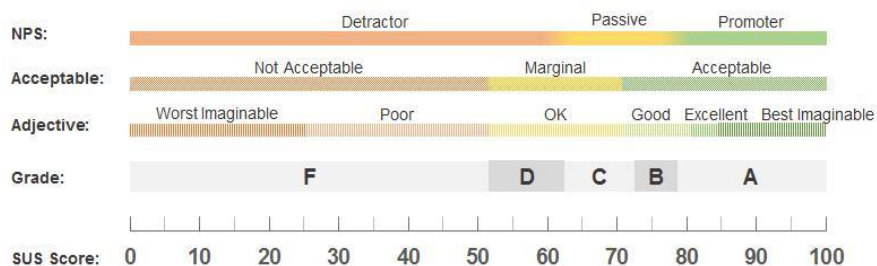 NPS: Detractor Passive Promoter
Acceptable: Not Acceptable Marginal Acceptable
Adjective: Worst Imaginable Poor OK Good Excellent Best Imaginable
Grade: F D C B A
SUS Score: 0 10 20 30 40 50 60 70 80 90 100